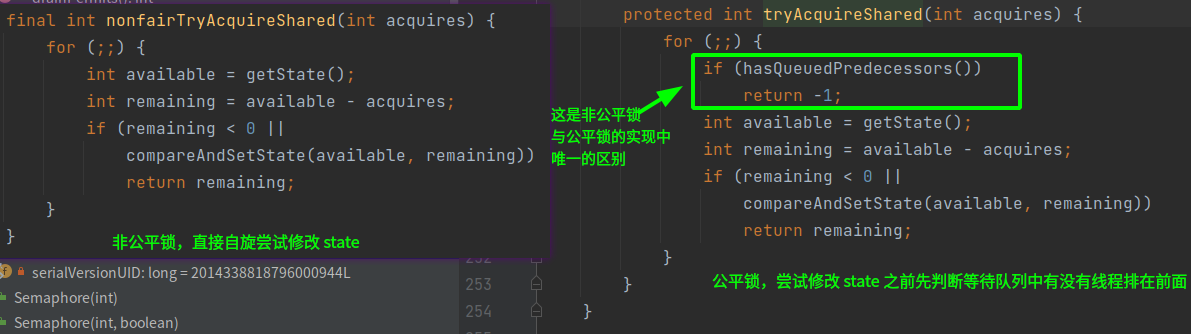 final int nonfairTryAcquireShared(int acquires) {
for (;;) {
int available = getState();
int remaining = available - acquires;
if (remaining < 0 ||
compareAndSetState(available, remaining))
return remaining;
}
}
非公平锁，直接自旋尝试修改 state
serialVersionUID: long = 2014338818796000944L
Semaphore(int)
Semaphore(int, boolean)
这是非公平锁
与公平锁的实现中
唯一的区别
protected int tryAcquireShared(int acquires) {
for (;;) {
if (hasQueuedPredecessors())
return -1;
int available = getState();
int remaining = available - acquires;
if (remaining < 0 ||
compareAndSetState(available, remaining))
return remaining;
}
}
}
公平锁，尝试修改 state 之前先判断等待队列中有没有线程排在前面
253
254